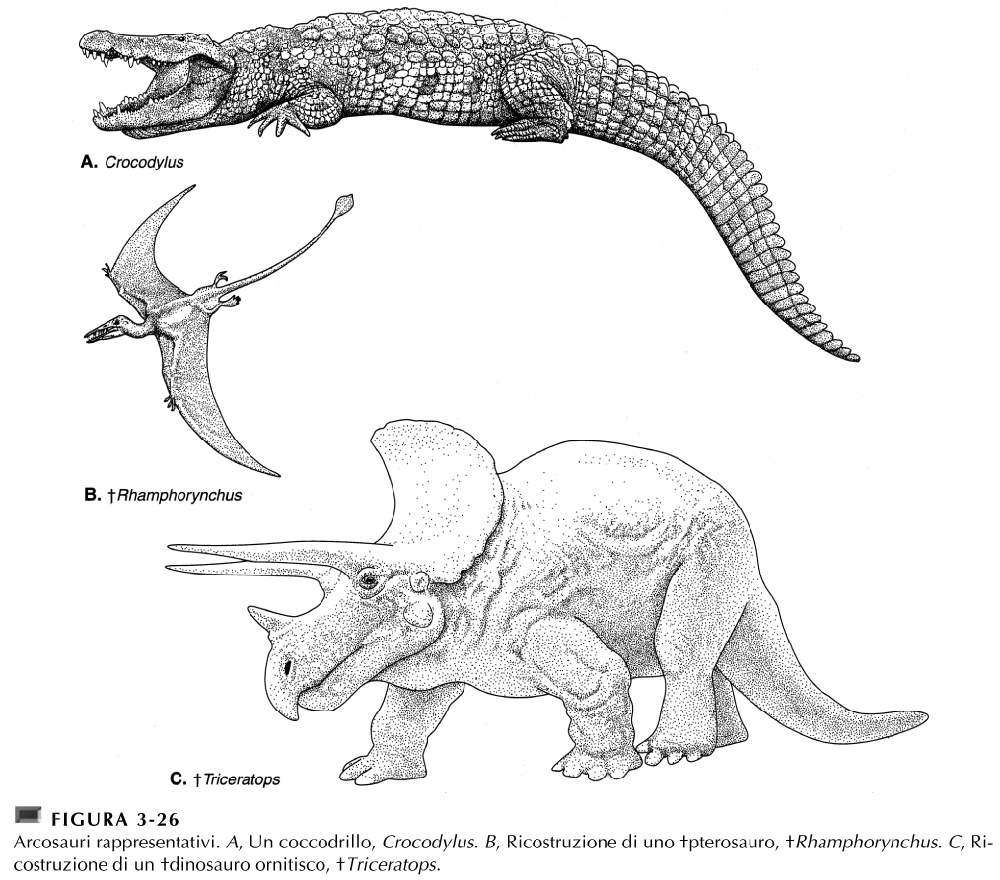 A. Crocodylus
B. †Rhamphorynchus
C. †Triceratops
FIGURA 3-26
Arcosauri rappresentativi. A, Un coccodrillo, Crocodylus. B, Ricostruzione di uno †pterosauro, †Rhamphorynchus. C, Ri-
costruzione di un †dinosauro ornitisco, †Triceratops.